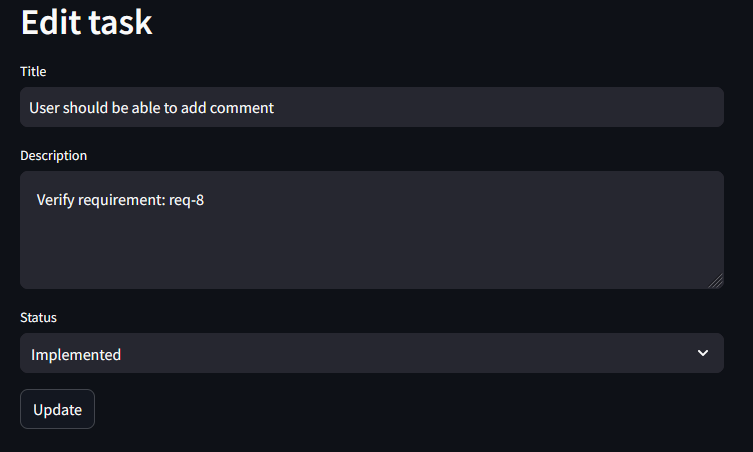 Edit task
Title
User should be able to add comment
Description
Verify requirement: req-8
Status
Implemented
Update